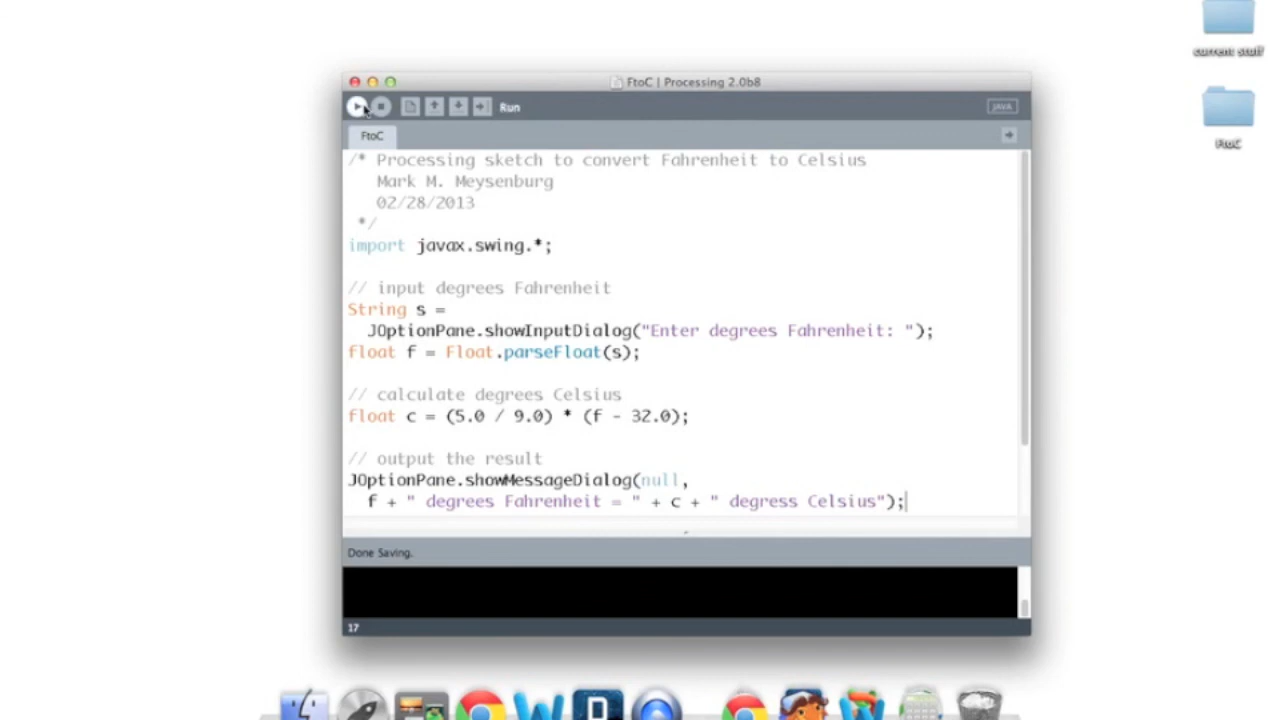 current stuff
FtoC | Processing 2.0b8
Run
JAVA
FtoC
FtoC
/* Processing sketch to convert Fahrenheit to Celsius
Mark M. Meysenburg
02/28/2013
*/
import javax.swing.*;
// input degrees Fahrenheit
String s =
JOptionPane.showInputDialog("Enter degrees Fahrenheit: ");
float f = Float.parseFloat(s);
// calculate degrees Celsius
float c = (5.0 / 9.0) * (f - 32.0);
// output the result
JOptionPane.showMessageDialog(null,
f + " degrees Fahrenheit = " + c + " degress Celsius");
Done Saving.
17